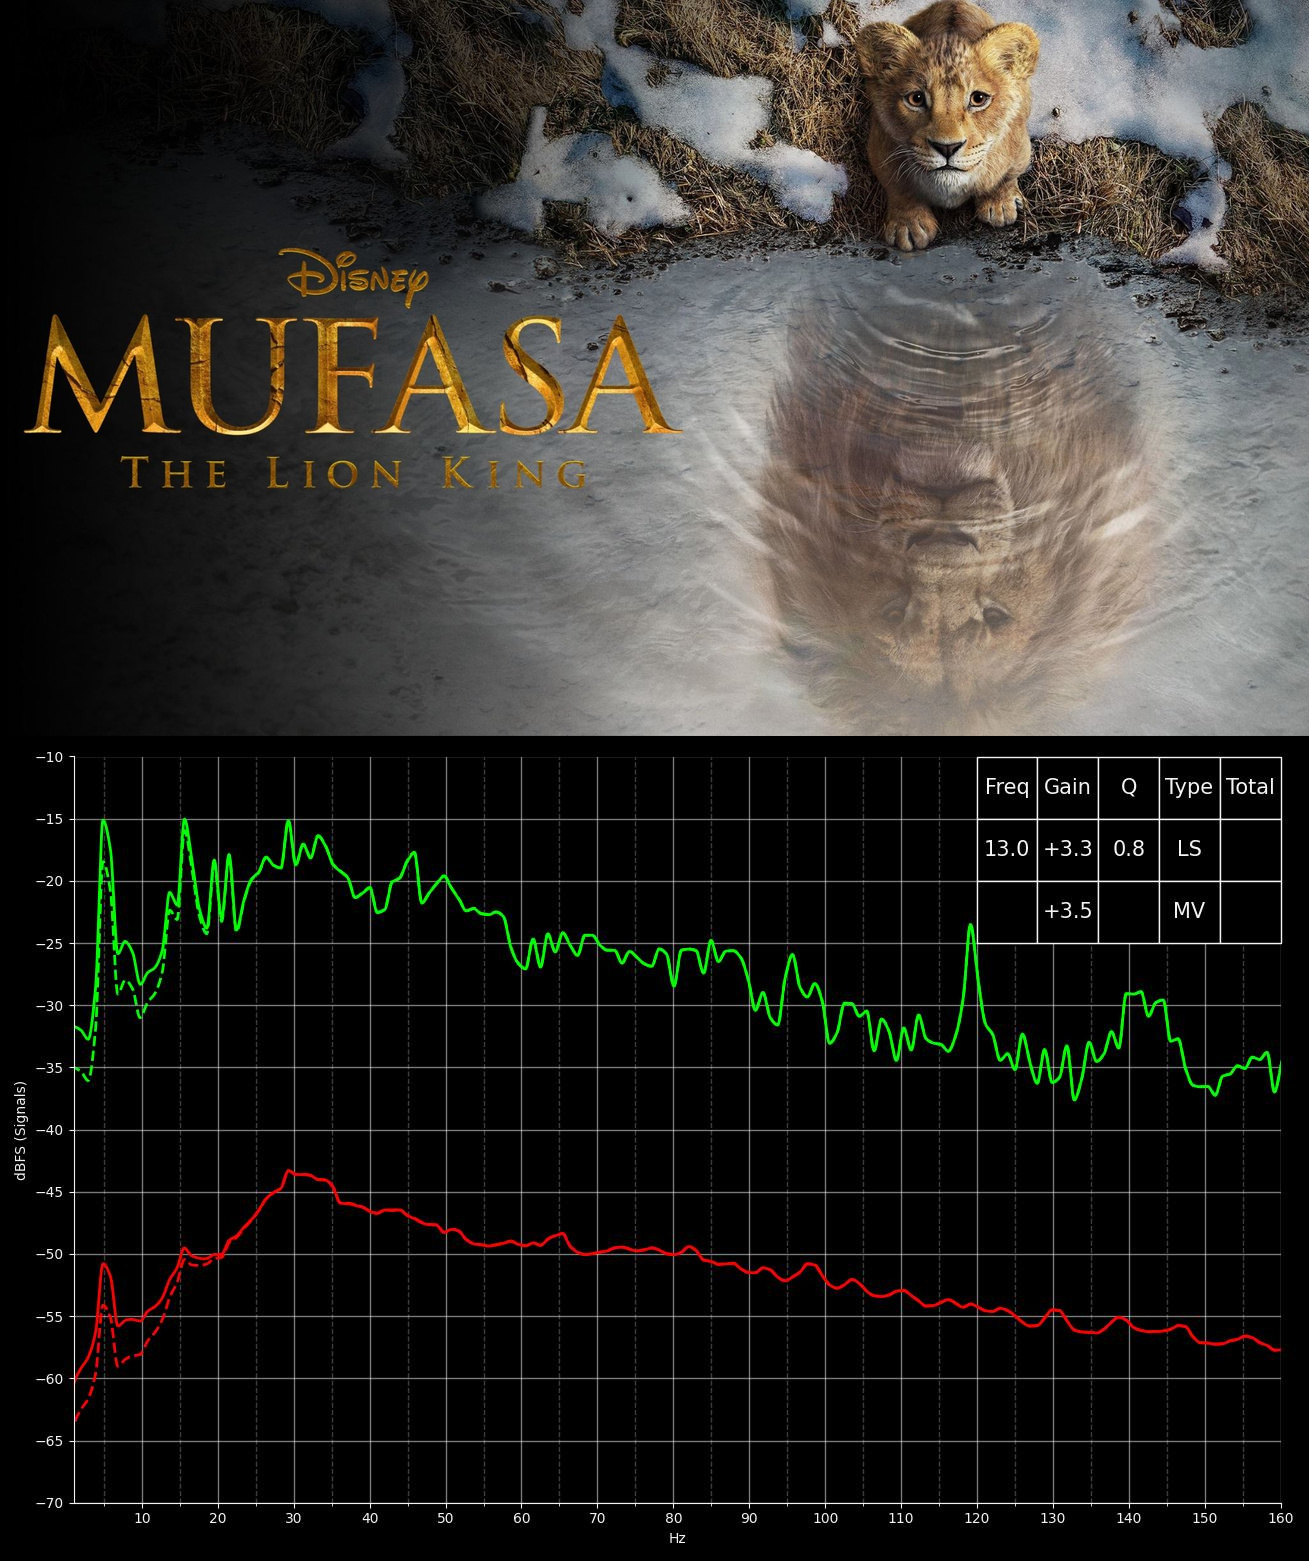 Disney
MUFASA
THE LION KING
Freq Gain Q Type Total
13.0 +3.3 0.8 LS
+3.5 MV
−10
−15
−20
−25
−30
−35
−40
−45
−50
−55
−60
−65
−70
dBFS (Signals)
10 20 30 40 50 60 70 80 90 100 110 120 130 140 150 160
Hz